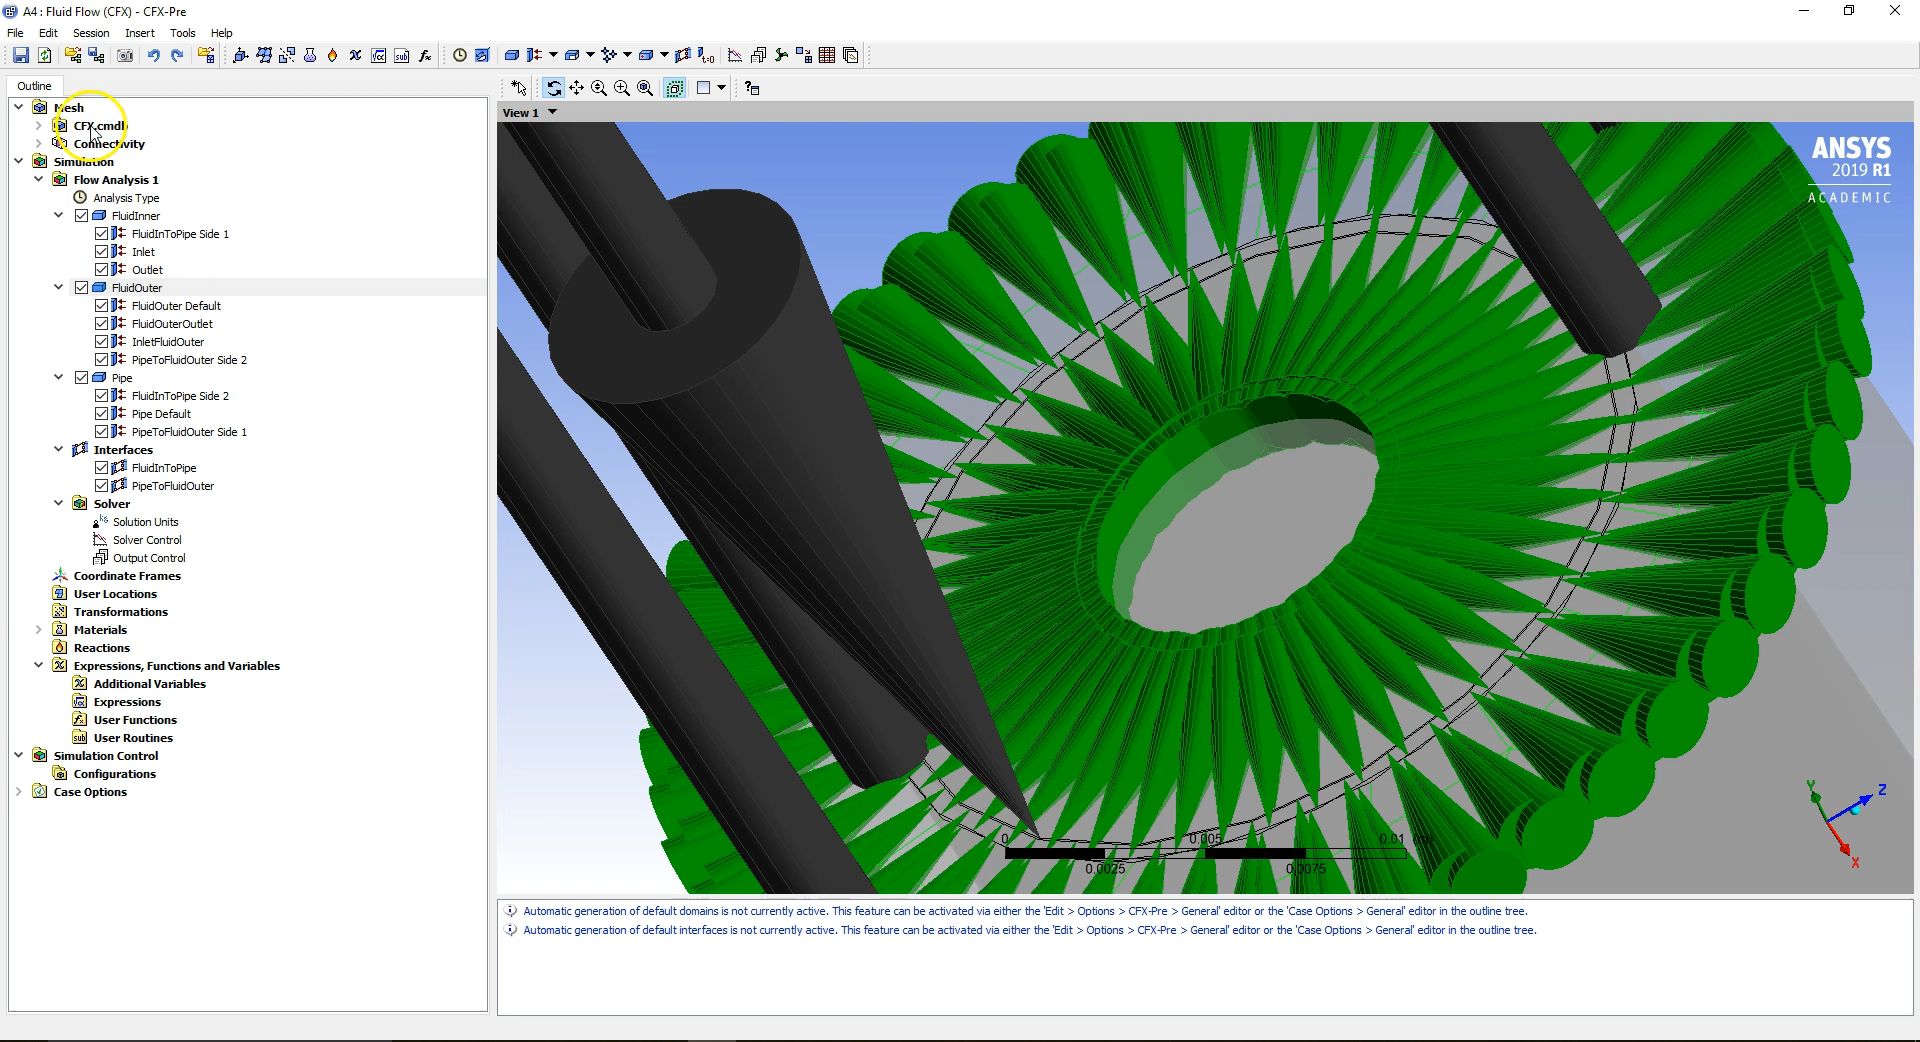 A4 : Fluid Flow (CFX) - CFX-Pre
File Edit Session Insert Tools Help
Outline
Mesh
CFX.cmdb
Connectivity
Simulation
Flow Analysis 1
Analysis Type
FluidInner
FluidInToPipe Side 1
Inlet
Outlet
FluidOuter
FluidOuter Default
FluidOuterOutlet
InletFluidOuter
PipeToFluidOuter Side 2
Pipe
FluidInToPipe Side 2
Pipe Default
PipeToFluidOuter Side 1
Interfaces
FluidInToPipe
PipeToFluidOuter
Solver
Solution Units
Solver Control
Output Control
Coordinate Frames
User Locations
Transformations
Materials
Reactions
Expressions, Functions and Variables
Additional Variables
Expressions
User Functions
User Routines
Simulation Control
Configurations
Case Options
View 1
ANSYS
2019 R1
ACADEMIC
Y
Z
X
0 0.005 0.01
0.0025 0.0075
Automatic generation of default domains is not currently active. This feature can be activated via either the 'Edit > Options > CFX-Pre > General' editor or the 'Case Options > General' editor in the outline tree.
Automatic generation of default interfaces is not currently active. This feature can be activated via either the 'Edit > Options > CFX-Pre > General' editor or the 'Case Options > General' editor in the outline tree.